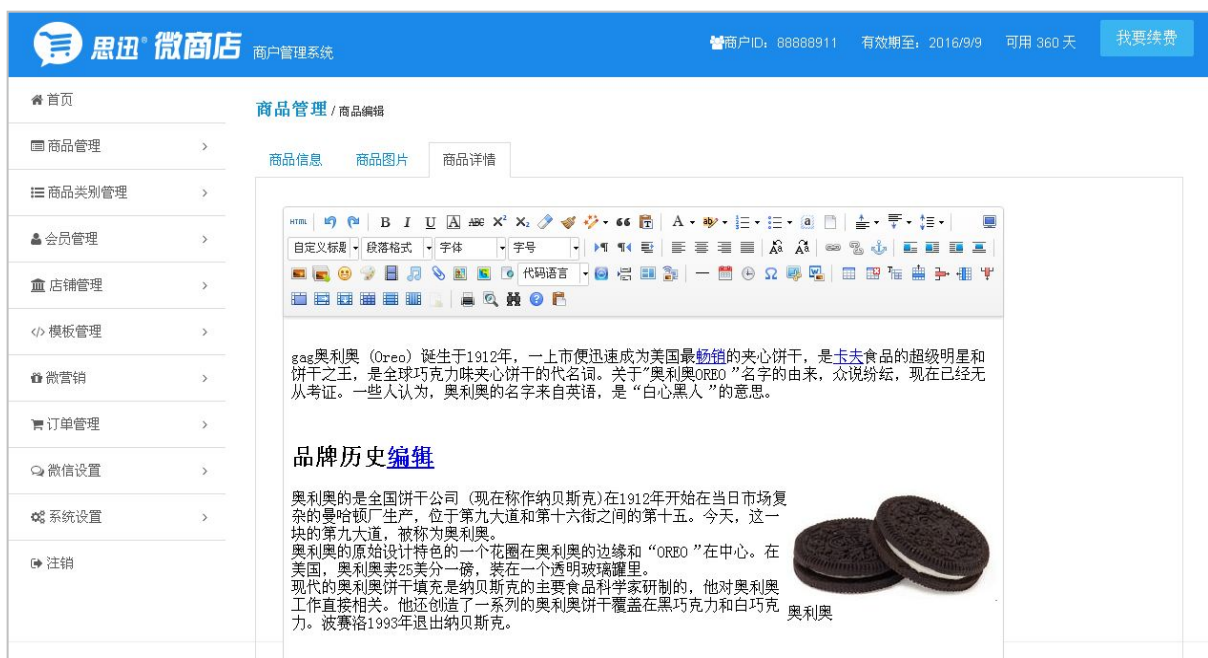 思迅® 微商店 商户管理系统 商户ID：88888911 有效期至：2016/9/9 可用 360 天 我要续费
首页
商品管理
商品类别管理
会员管理
店铺管理
模板管理
微营销
订单管理
微信设置
系统设置
注销
商品管理 / 商品编辑
商品信息 商品图片 商品详情
HTML B I U A ABC X² X₂ A
自定义标题 段落格式 字体 字号
代码语言
gag奥利奥（Oreo）诞生于1912年，一上市便迅速成为美国最畅销的夹心饼干，是卡夫食品的超级明星和
饼干之王，是全球巧克力味夹心饼干的代名词。关于"奥利奥OREO "名字的由来，众说纷纭，现在已经无
从考证。一些人认为，奥利奥的名字来自英语，是“白心黑人 ”的意思。
品牌历史编辑
奥利奥的是全国饼干公司（现在称作纳贝斯克)在1912年开始在当日市场复
杂的曼哈顿厂生产，位于第九大道和第十六街之间的第十五。今天，这一
块的第九大道，被称为奥利奥。
奥利奥的原始设计特色的一个花圈在奥利奥的边缘和“OREO ”在中心。在
美国，奥利奥卖25美分一磅，装在一个透明玻璃罐里。
现代的奥利奥饼干填充是纳贝斯克的主要食品科学家研制的，他对奥利奥
工作直接相关。他还创造了一系列的奥利奥饼干覆盖在黑巧克力和白巧克
力。波赛洛1993年退出纳贝斯克。
奥利奥